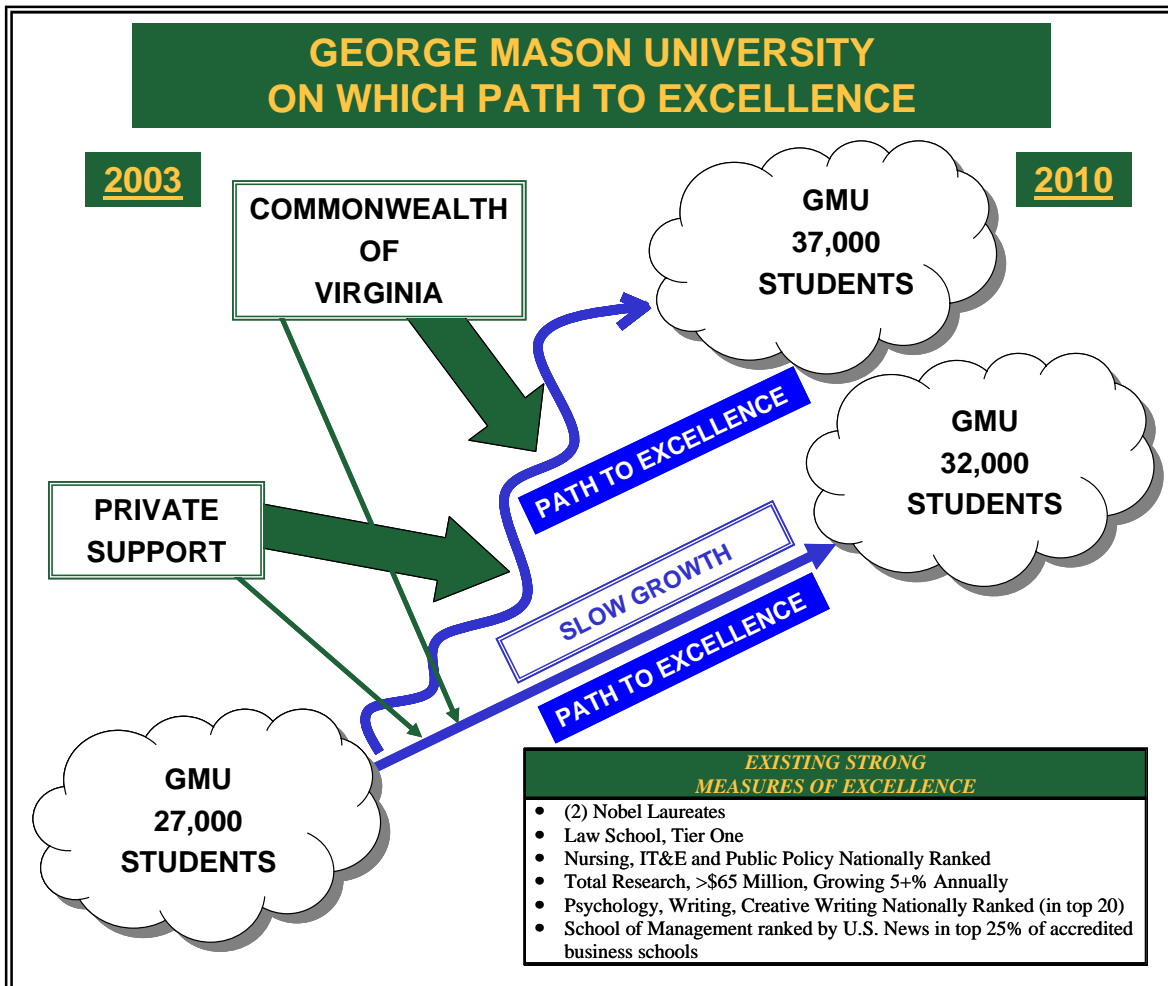 GEORGE MASON UNIVERSITY
ON WHICH PATH TO EXCELLENCE
2003
2010
COMMONWEALTH
OF
VIRGINIA
GMU
37,000
STUDENTS
PATH TO EXCELLENCE
GMU
32,000
STUDENTS
PRIVATE
SUPPORT
SLOW GROWTH
PATH TO EXCELLENCE
GMU
27,000
STUDENTS
EXISTING STRONG
MEASURES OF EXCELLENCE
• (2) Nobel Laureates
• Law School, Tier One
• Nursing, IT&E and Public Policy Nationally Ranked
• Total Research, >$65 Million, Growing 5+% Annually
• Psychology, Writing, Creative Writing Nationally Ranked (in top 20)
• School of Management ranked by U.S. News in top 25% of accredited
business schools